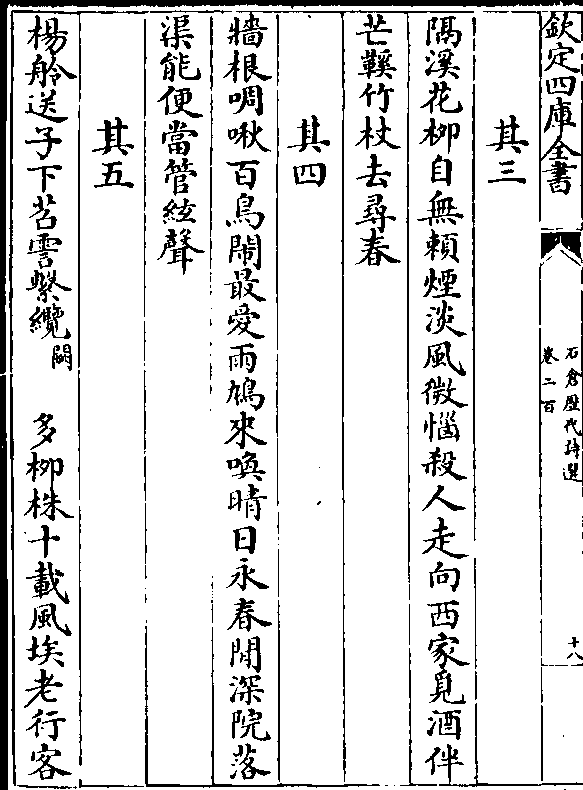 欽定四庫全書
石倉歷代詩選
卷二百
十八
其三
隔溪花柳自無賴煙淡風微惱殺人走向西家覓酒伴
芒鞵竹杖去尋春
其四
牆根啁啾百鳥鬧最愛雨鳩來喚晴日永春閒深院落
渠能便當管絃聲
其五
楊舲送子下苕霅繫纜闕　多柳株十載風埃老行客